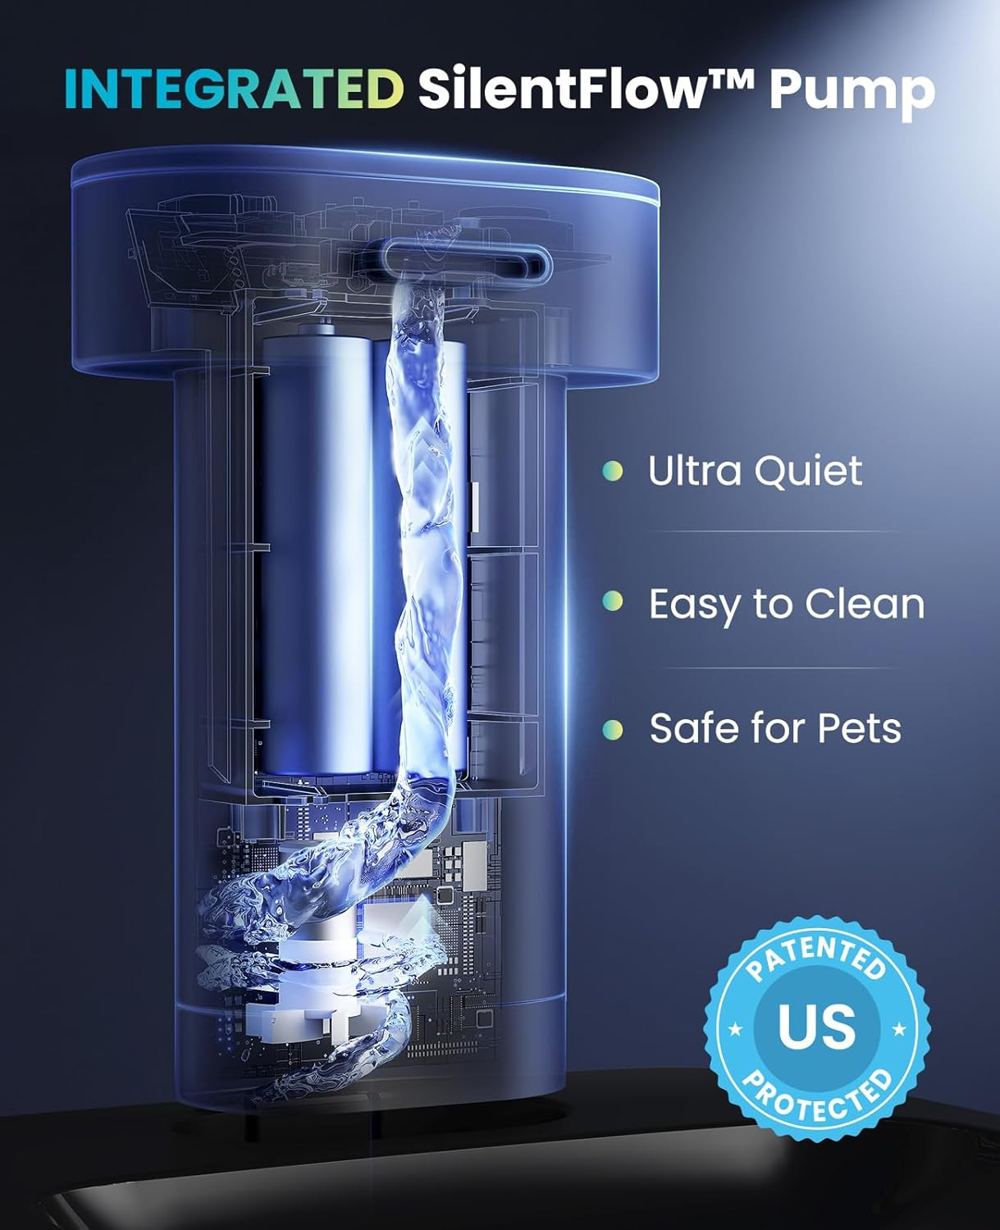 INTEGRATED SilentFlow™ Pump
Ultra Quiet
Easy to Clean
Safe for Pets
PATENTED
US
PROTECTED